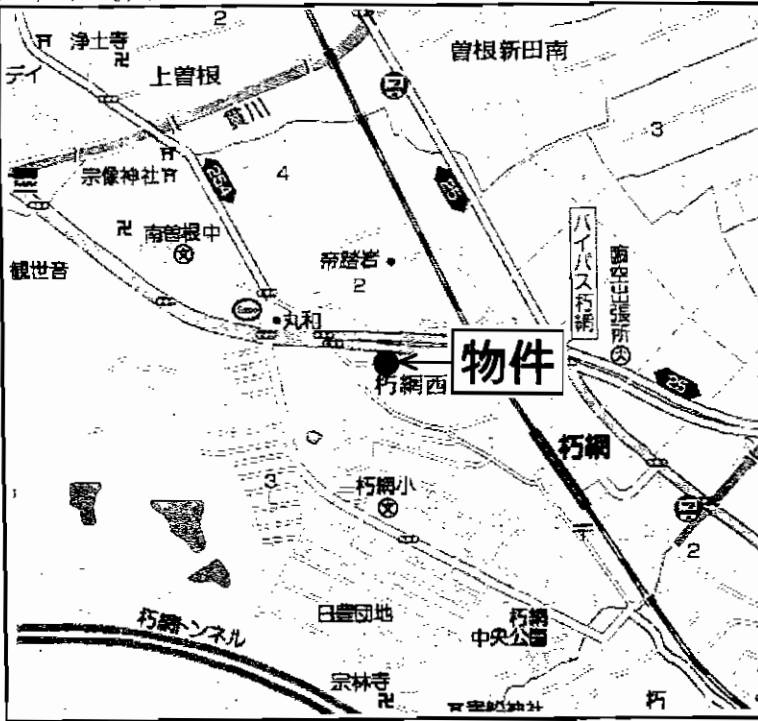 2
浄土寺
曽根新田南
デイ
上曽根
貫川
3
宗像神社
254
4
25
南曽根中
バイパス朽網
観世音
帝踏岩
2
丸和
物件
朽網西
25
朽網
3
朽網小
2
朽網トンネル
日豊団地
朽網
中央公園
宗林寺
朽